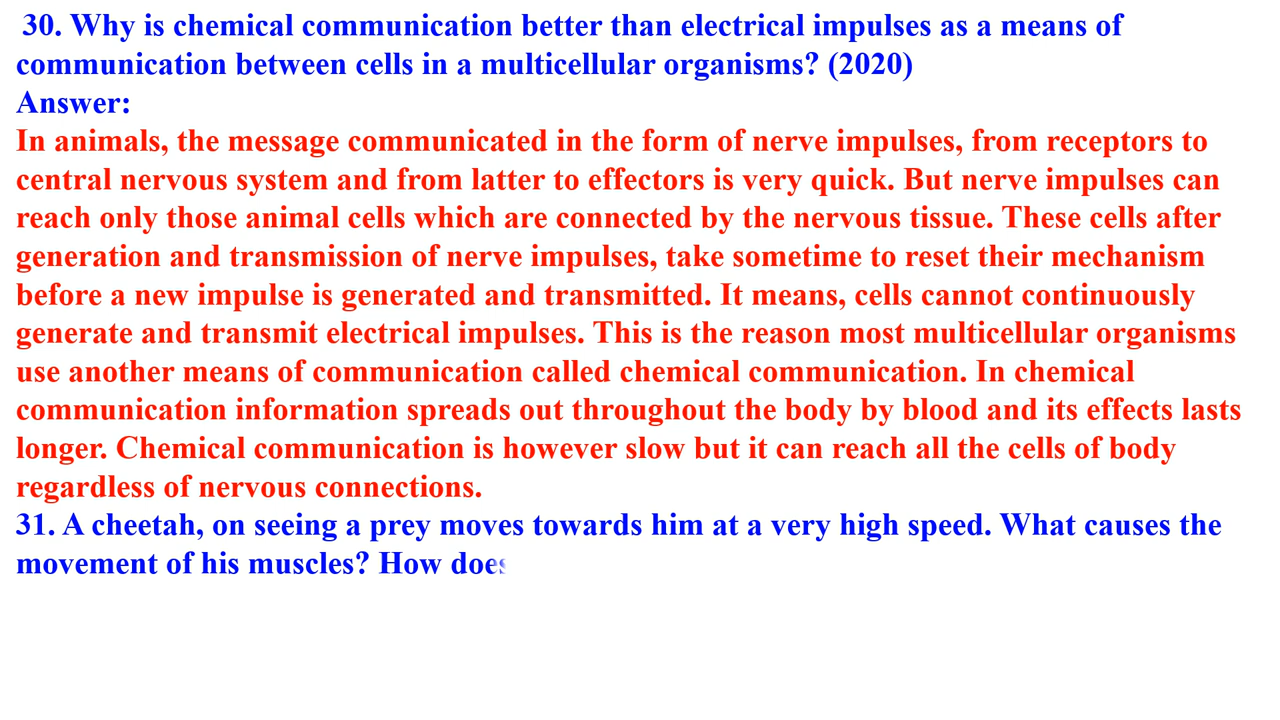 30. Why is chemical communication better than electrical impulses as a means of
communication between cells in a multicellular organisms? (2020)
Answer:
In animals, the message communicated in the form of nerve impulses, from receptors to
central nervous system and from latter to effectors is very quick. But nerve impulses can
reach only those animal cells which are connected by the nervous tissue. These cells after
generation and transmission of nerve impulses, take sometime to reset their mechanism
before a new impulse is generated and transmitted. It means, cells cannot continuously
generate and transmit electrical impulses. This is the reason most multicellular organisms
use another means of communication called chemical communication. In chemical
communication information spreads out throughout the body by blood and its effects lasts
longer. Chemical communication is however slow but it can reach all the cells of body
regardless of nervous connections.
31. A cheetah, on seeing a prey moves towards him at a very high speed. What causes the
movement of his muscles? How does